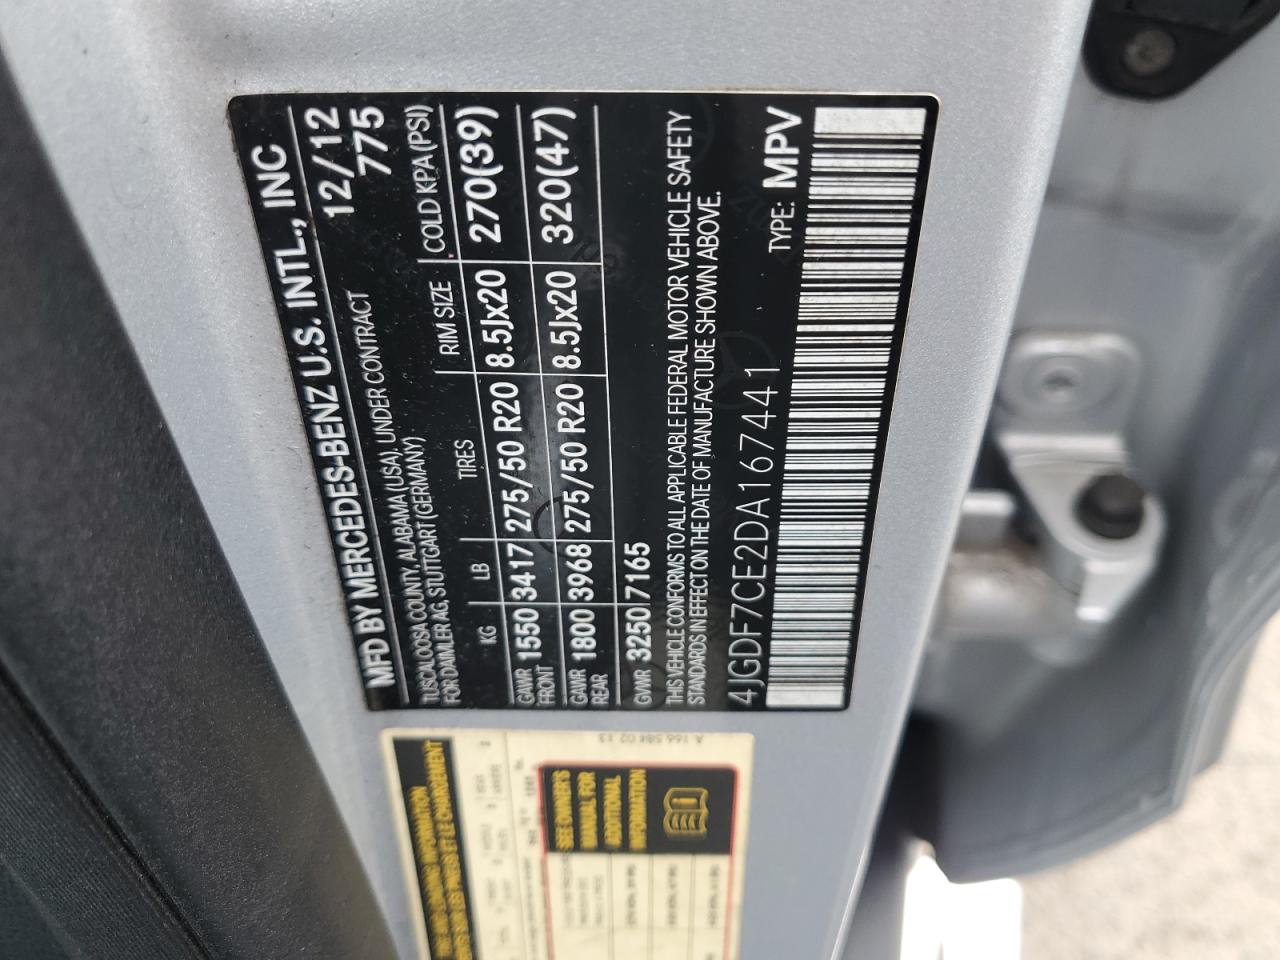 MFD BY MERCEDES-BENZ U.S. INTL., INC
TUSCALOOSA COUNTY, ALABAMA (USA), UNDER CONTRACT 12/12
FOR DAIMLER AG, STUTTGART (GERMANY) 775
KG LB TIRES RIM SIZE COLD KPA (PSI)
GAWR FRONT 1550 3417 275/50 R20 8.5Jx20 270(39)
GAWR REAR 1800 3968 275/50 R20 8.5Jx20 320(47)
GVWR 3250 7165
THIS VEHICLE CONFORMS TO ALL APPLICABLE FEDERAL MOTOR VEHICLE SAFETY
STANDARDS IN EFFECT ON THE DATE OF MANUFACTURE SHOWN ABOVE.
4JGDF7CE2DA167441 TYPE: MPV
SEE OWNER'S
MANUAL FOR
ADDITIONAL
INFORMATION